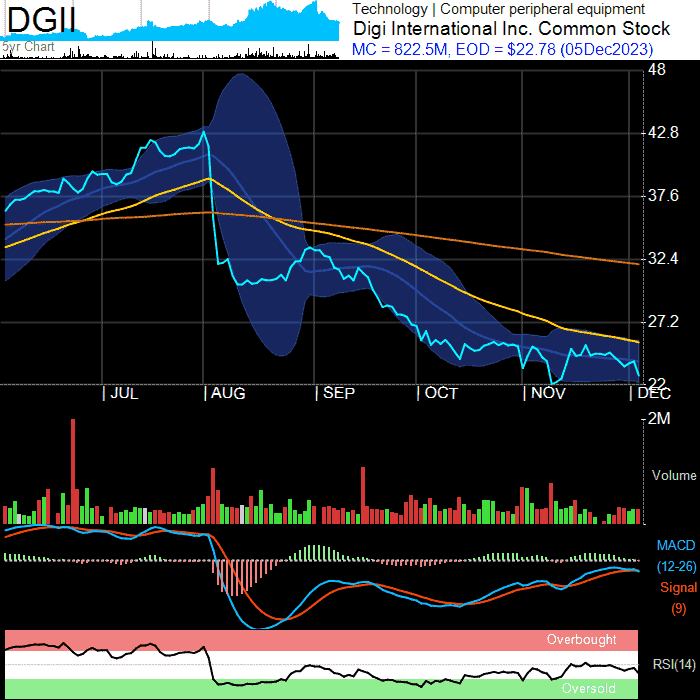 DGII
5yr Chart
Technology | Computer peripheral equipment
Digi International Inc. Common Stock
MC = 822.5M, EOD = $22.78 (05Dec2023)
48
42.8
37.6
32.4
27.2
22
JUL AUG SEP OCT NOV DEC
2M
Volume
MACD
(12-26)
Signal
(9)
Overbought
RSI(14)
Oversold